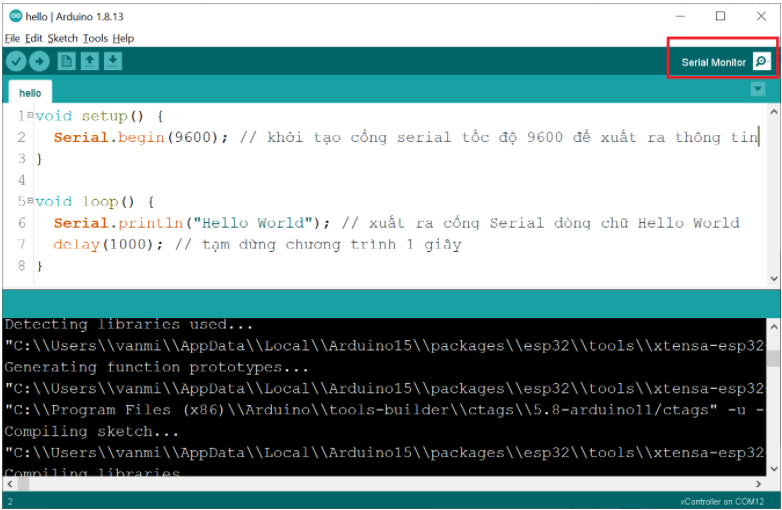 hello | Arduino 1.8.13
File Edit Sketch Tools Help
Serial Monitor
hello
1 void setup() {
2 Serial.begin(9600); // khởi tạo cổng serial tốc độ 9600 để xuất ra thông tin
3 }
4
5 void loop() {
6 Serial.println("Hello World"); // xuất ra cổng Serial dòng chữ Hello World
7 delay(1000); // tạm dừng chương trình 1 giây
8 }
Detecting libraries used...
"C:\\Users\\vanmi\\AppData\\Local\\Arduino15\\packages\\esp32\\tools\\xtensa-esp32
Generating function prototypes...
"C:\\Users\\vanmi\\AppData\\Local\\Arduino15\\packages\\esp32\\tools\\xtensa-esp32
"C:\\Program Files (x86)\\Arduino\\tools-builder\\ctags\\5.8-arduino11/ctags" -u -
Compiling sketch...
"C:\\Users\\vanmi\\AppData\\Local\\Arduino15\\packages\\esp32\\tools\\xtensa-esp32
Compiling libraries
2
xController on COM12